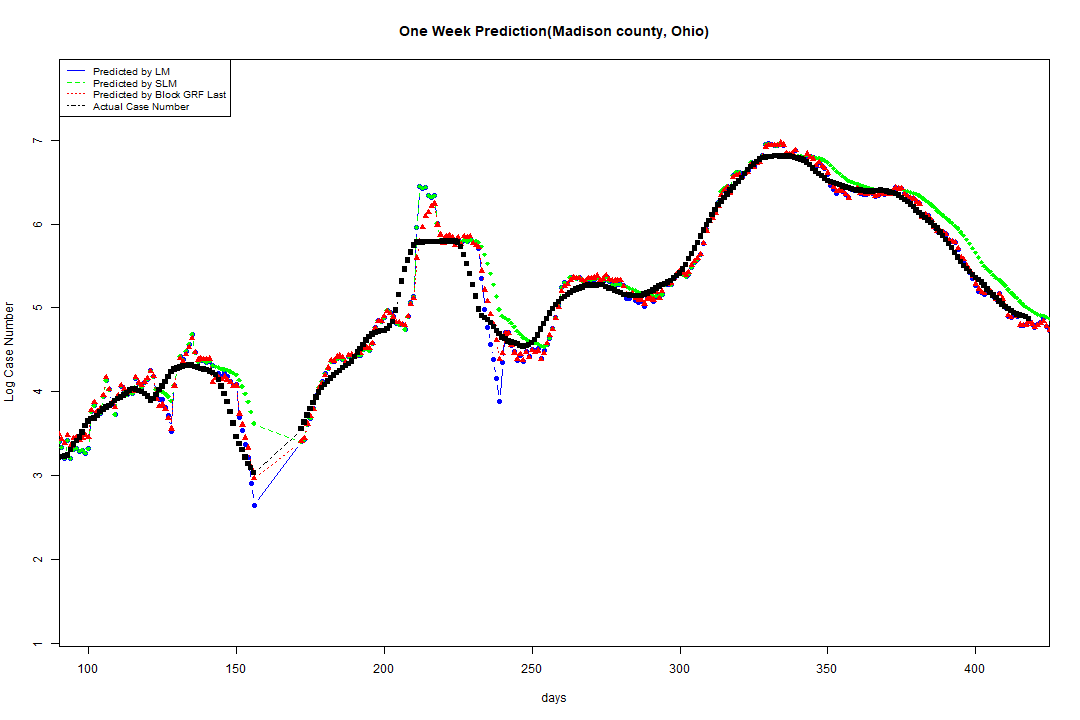 One Week Prediction(Madison county, Ohio)
Predicted by LM
Predicted by SLM
Predicted by Block GRF Last
Actual Case Number
7
6
5
4
3
2
1
Log Case Number
100 150 200 250 300 350 400
days